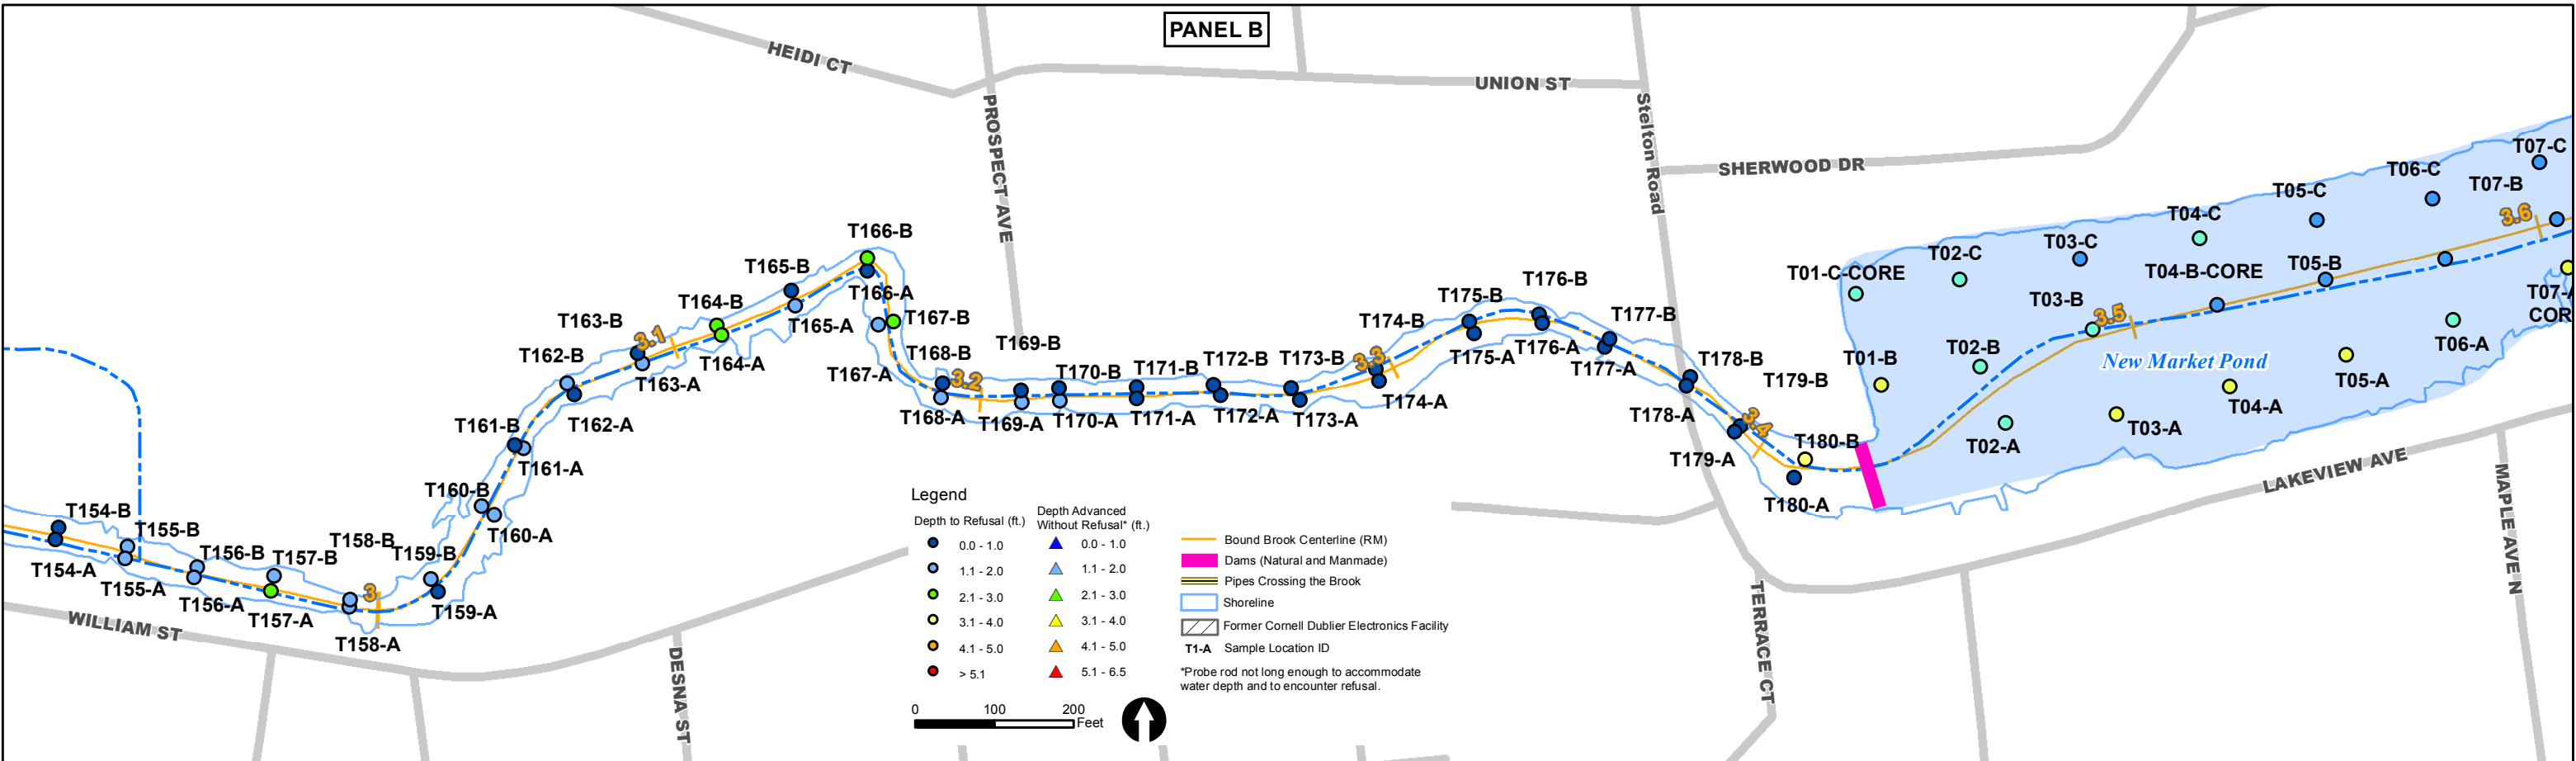 PANEL B
HEIDI CT
UNION ST
PROSPECT AVE
Stelton Road
SHERWOOD DR
T07-C
T06-C
T07-B
T05-C
T04-C
3.6
T03-C
T02-C
T01-C-CORE
T04-B-CORE
T05-B
T03-B
3.5
T07-A
COR
T06-A
New Market Pond
T02-B
T01-B
T05-A
T04-A
T03-A
T02-A
LAKEVIEW AVE
MAPLE AVE N
T166-B
T165-B
T166-A
T164-B
T165-A
T167-B
T163-B
3.1
T164-A
T162-B
T163-A
T167-A
T168-B
3.2
T168-A
T169-B
T169-A
T170-B
T170-A
T171-B
T171-A
T172-B
T172-A
T173-B
T173-A
T174-B
3.3
T174-A
T175-B
T175-A
T176-B
T176-A
T177-B
T177-A
T178-B
T178-A
T179-B
T179-A
3.4
T180-B
T180-A
T162-A
T161-B
T161-A
T160-B
T160-A
T154-B
T154-A
T155-B
T155-A
T156-B
T156-A
T157-B
T157-A
T158-B
T158-A
3
T159-B
T159-A
WILLIAM ST
DESNA ST
TERRACE CT
Legend
Depth to Refusal (ft.)
0.0 - 1.0
1.1 - 2.0
2.1 - 3.0
3.1 - 4.0
4.1 - 5.0
> 5.1
Depth Advanced
Without Refusal* (ft.)
0.0 - 1.0
1.1 - 2.0
2.1 - 3.0
3.1 - 4.0
4.1 - 5.0
5.1 - 6.5
Bound Brook Centerline (RM)
Dams (Natural and Manmade)
Pipes Crossing the Brook
Shoreline
Former Cornell Dublier Electronics Facility
T1-A Sample Location ID
*Probe rod not long enough to accommodate
water depth and to encounter refusal.
0 100 200
Feet